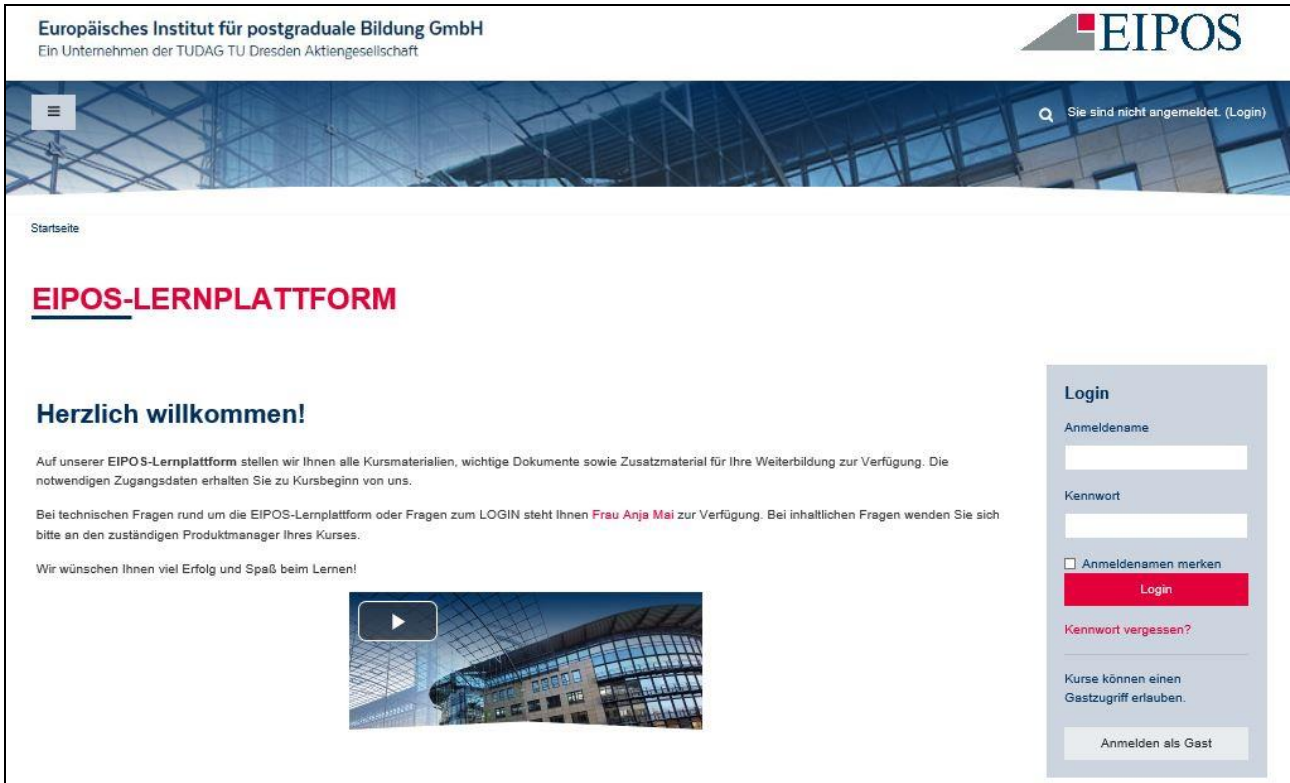 Europäisches Institut für postgraduale Bildung GmbH
Ein Unternehmen der TUDAG TU Dresden Aktiengesellschaft
EIPOS
Sie sind nicht angemeldet. (Login)
Startseite
EIPOS-LERNPLATTFORM
Herzlich willkommen!
Auf unserer EIPOS-Lernplattform stellen wir Ihnen alle Kursmaterialien, wichtige Dokumente sowie Zusatzmaterial für Ihre Weiterbildung zur Verfügung. Die
notwendigen Zugangsdaten erhalten Sie zu Kursbeginn von uns.
Bei technischen Fragen rund um die EIPOS-Lernplattform oder Fragen zum LOGIN steht Ihnen Frau Anja Mai zur Verfügung. Bei inhaltlichen Fragen wenden Sie sich
bitte an den zuständigen Produktmanager Ihres Kurses.
Wir wünschen Ihnen viel Erfolg und Spaß beim Lernen!
Login
Anmeldename
Kennwort
Anmeldenamen merken
Login
Kennwort vergessen?
Kurse können einen
Gastzugriff erlauben.
Anmelden als Gast